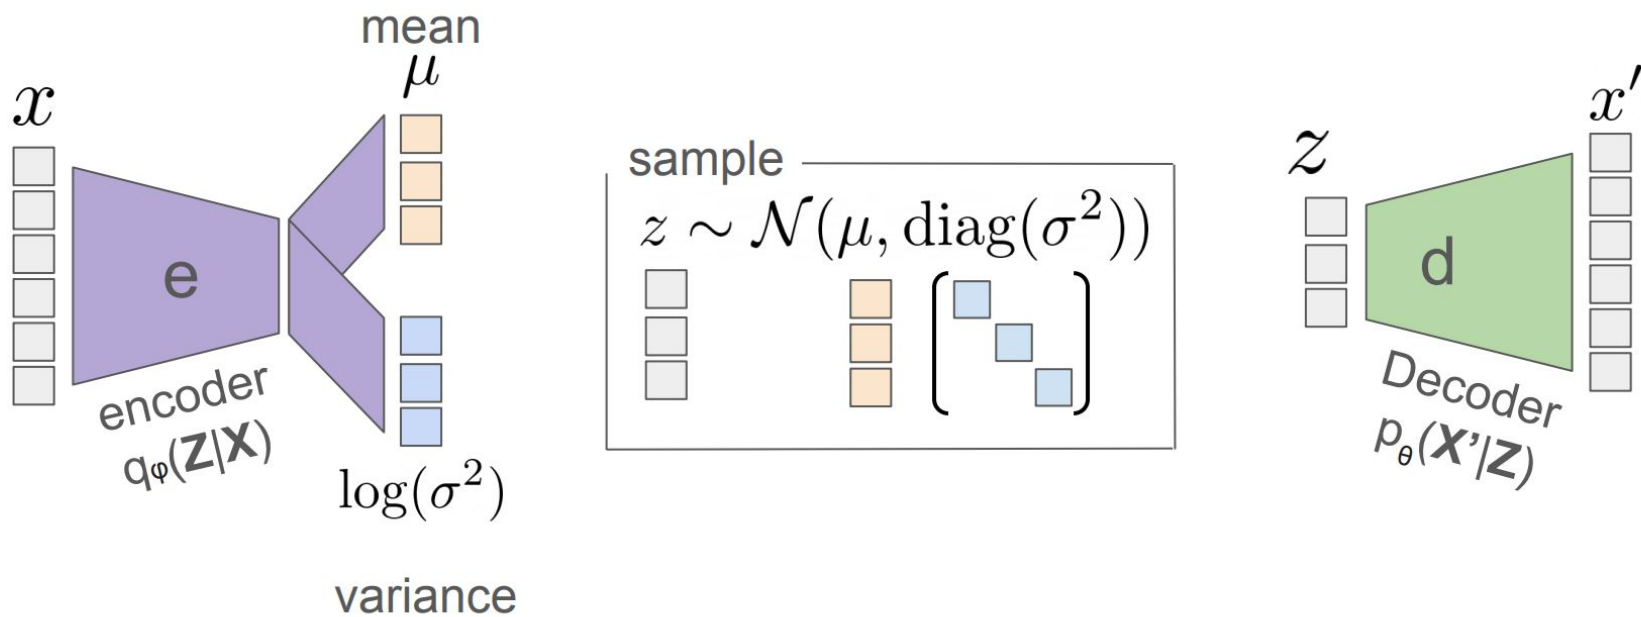 mean
μ
x
e
encoder
qφ(Z|X)
log(σ²)
variance
sample
z ∼ 𝒩(μ, diag(σ²))
z
d
x′
Decoder
pθ(X'|Z)